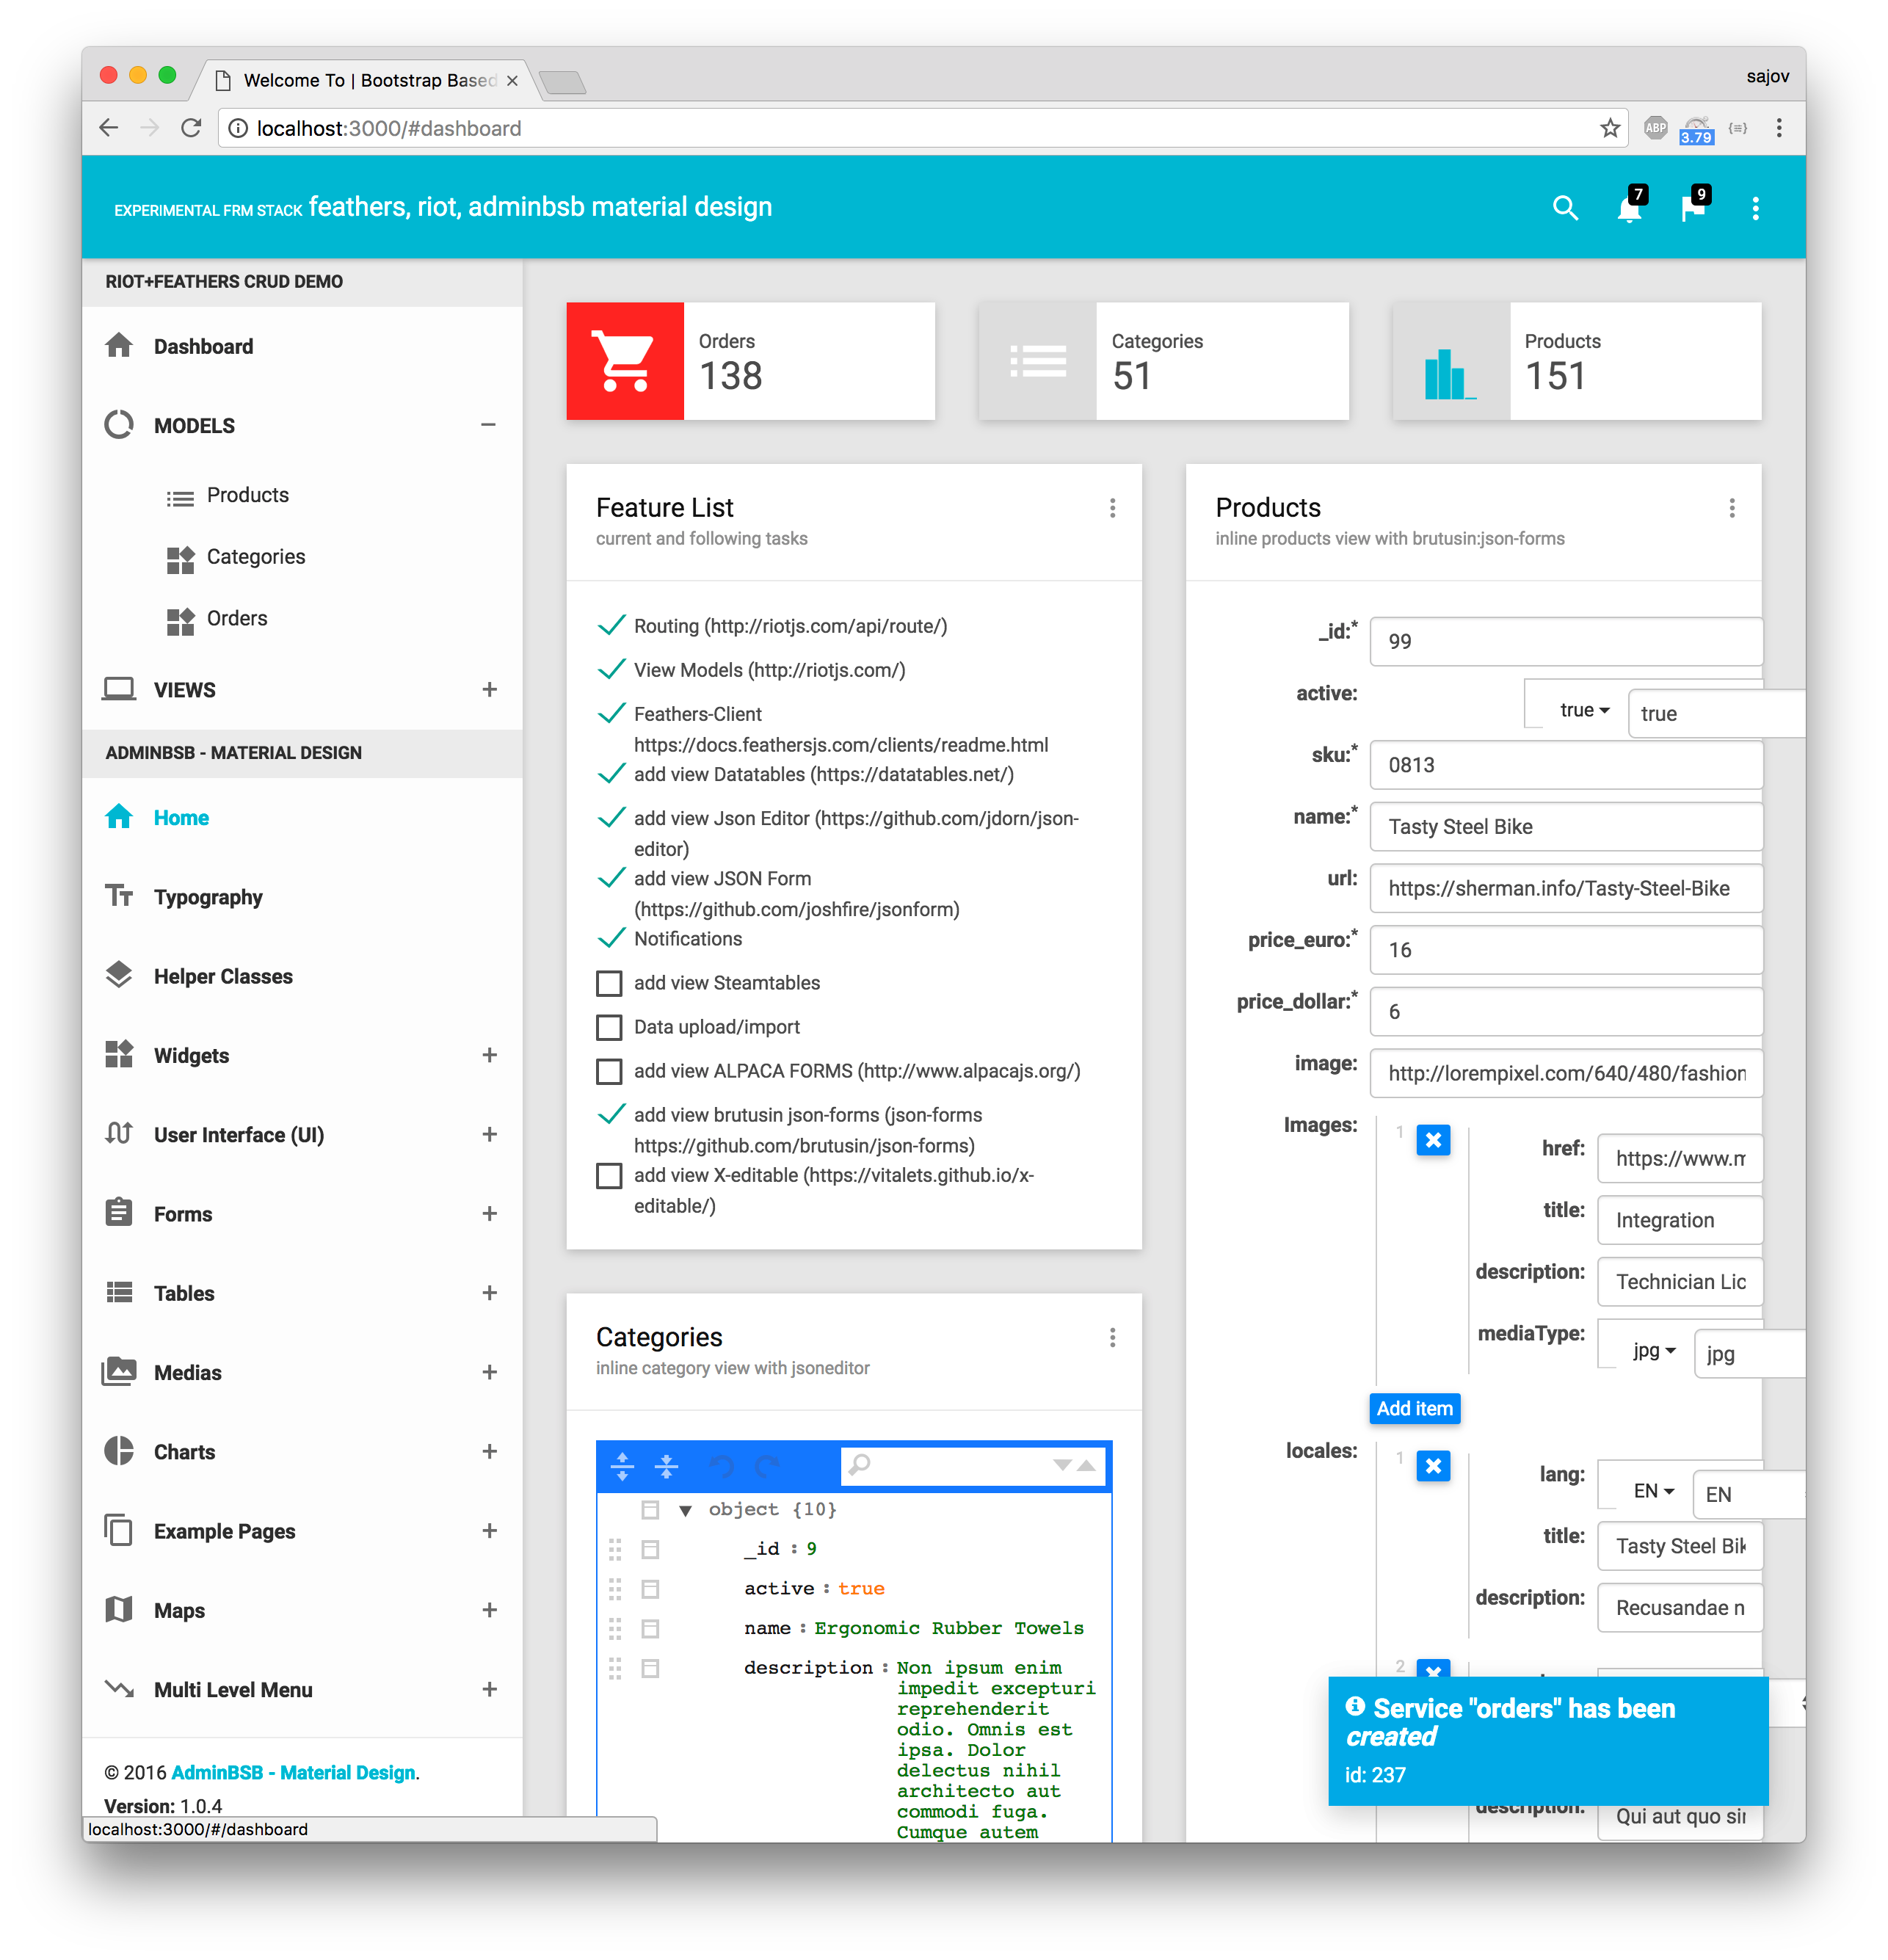 Welcome To | Bootstrap Based
sajov
localhost:3000/#dashboard
ABP
3.79
EXPERIMENTAL FRM STACK feathers, riot, adminbsb material design
7
9
RIOT+FEATHERS CRUD DEMO
Dashboard
MODELS
Products
Categories
Orders
VIEWS
ADMINBSB - MATERIAL DESIGN
Home
Typography
Helper Classes
Widgets
User Interface (UI)
Forms
Tables
Medias
Charts
Example Pages
Maps
Multi Level Menu
© 2016 AdminBSB - Material Design.
Version: 1.0.4
localhost:3000/#/dashboard
Orders
138
Categories
51
Products
151
Feature List
current and following tasks
Routing (http://riotjs.com/api/route/)
View Models (http://riotjs.com/)
Feathers-Client
https://docs.feathersjs.com/clients/readme.html
add view Datatables (https://datatables.net/)
add view Json Editor (https://github.com/jdorn/json-
editor)
add view JSON Form
(https://github.com/joshfire/jsonform)
Notifications
add view Steamtables
Data upload/import
add view ALPACA FORMS (http://www.alpacajs.org/)
add view brutusin json-forms (json-forms
https://github.com/brutusin/json-forms)
add view X-editable (https://vitalets.github.io/x-
editable/)
Categories
inline category view with jsoneditor
object {10}
_id : 9
active : true
name : Ergonomic Rubber Towels
description : Non ipsum enim
impedit excepturi
reprehenderit
odio. Omnis est
ipsa. Dolor
delectus nihil
architecto aut
commodi fuga.
Cumque autem
Products
inline products view with brutusin:json-forms
_id:* 99
active: true true
sku:* 0813
name:* Tasty Steel Bike
url: https://sherman.info/Tasty-Steel-Bike
price_euro:* 16
price_dollar:* 6
image: http://lorempixel.com/640/480/fashion
Images: 1
href: https://www.m
title: Integration
description: Technician Lic
mediaType: jpg jpg
Add item
locales: 1
lang: EN EN
title: Tasty Steel Bik
description: Recusandae n
2
Service "orders" has been
created
id: 237
description: Qui aut quo sin